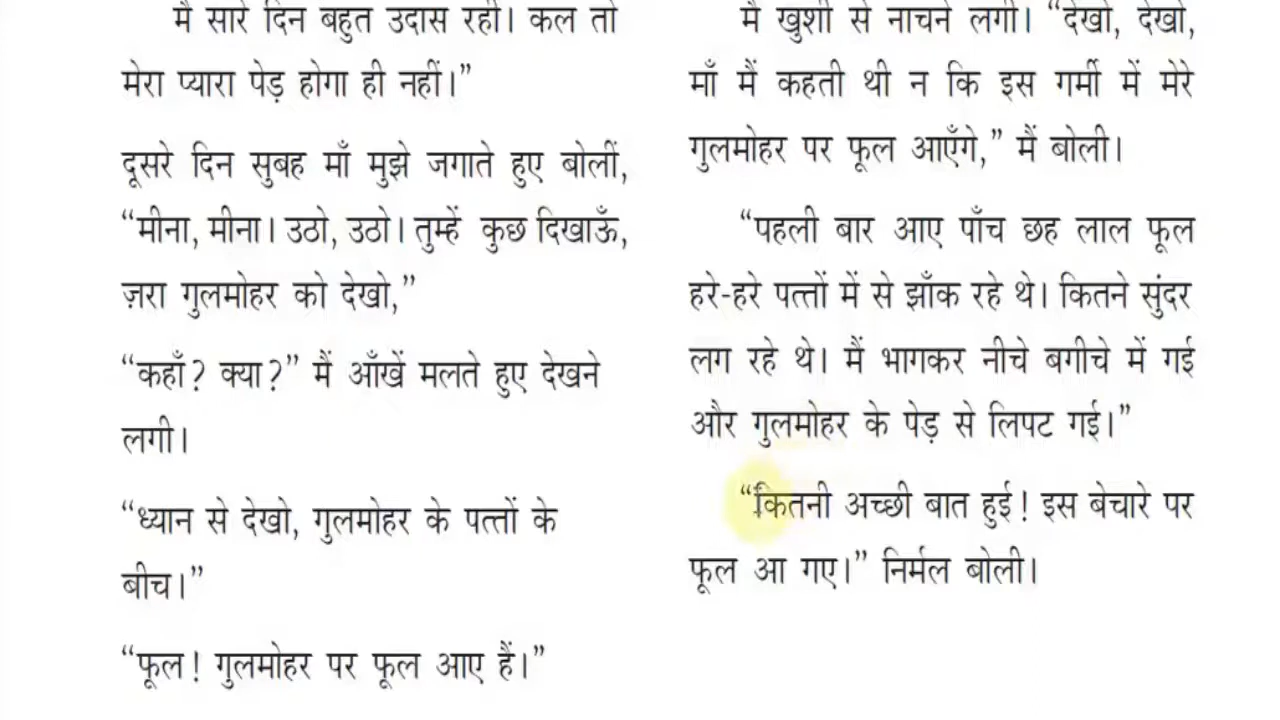 मैं सारे दिन बहुत उदास रही। कल तो
मेरा प्यारा पेड़ होगा ही नहीं।”
दूसरे दिन सुबह माँ मुझे जगाते हुए बोलीं,
“मीना, मीना। उठो, उठो। तुम्हें कुछ दिखाऊँ,
ज़रा गुलमोहर को देखो,”
“कहाँ? क्या?” मैं आँखें मलते हुए देखने
लगी।
“ध्यान से देखो, गुलमोहर के पत्तों के
बीच।”
“फूल! गुलमोहर पर फूल आए हैं।”
मैं खुशी से नाचने लगी। “देखो, देखो,
माँ मैं कहती थी न कि इस गर्मी में मेरे
गुलमोहर पर फूल आएँगे,” मैं बोली।
“पहली बार आए पाँच छह लाल फूल
हरे-हरे पत्तों में से झाँक रहे थे। कितने सुंदर
लग रहे थे। मैं भागकर नीचे बगीचे में गई
और गुलमोहर के पेड़ से लिपट गई।”
“कितनी अच्छी बात हुई! इस बेचारे पर
फूल आ गए।” निर्मल बोली।